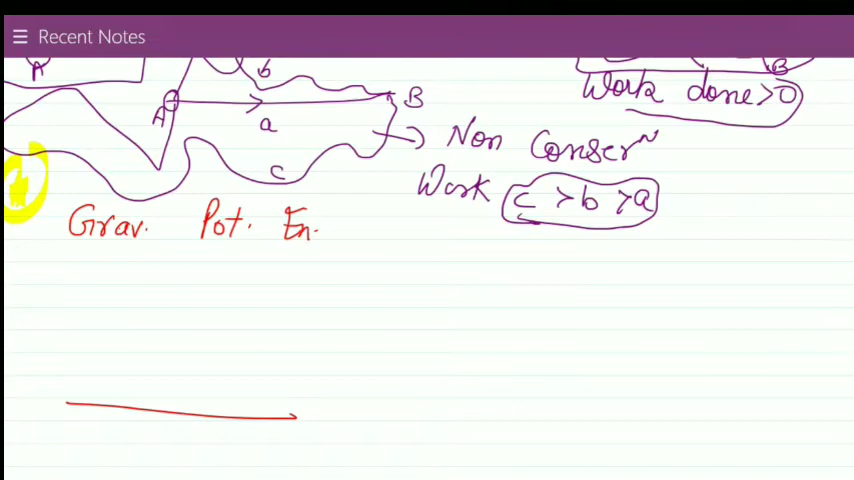 Recent Notes
A
b
B
Work done >0
A
a
B
Non Conserⁿ
c
Work c > b > a
Grav. Pot. En.